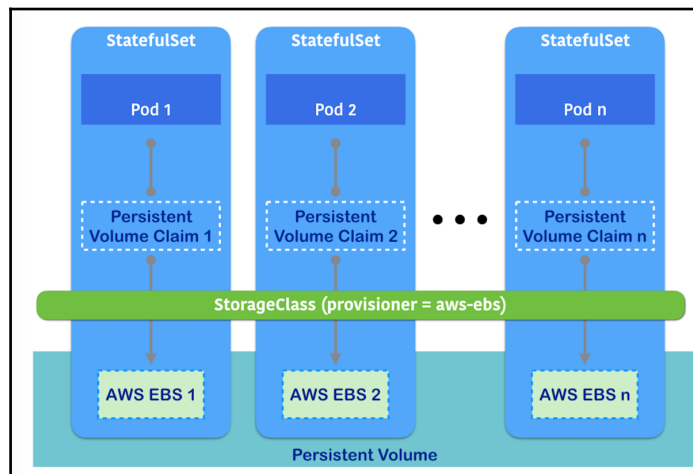 StatefulSet
StatefulSet
StatefulSet
Pod 1
Pod 2
Pod n
Persistent
Volume Claim 1
Persistent
Volume Claim 2
Persistent
Volume Claim n
StorageClass (provisioner = aws-ebs)
AWS EBS 1
AWS EBS 2
AWS EBS n
Persistent Volume